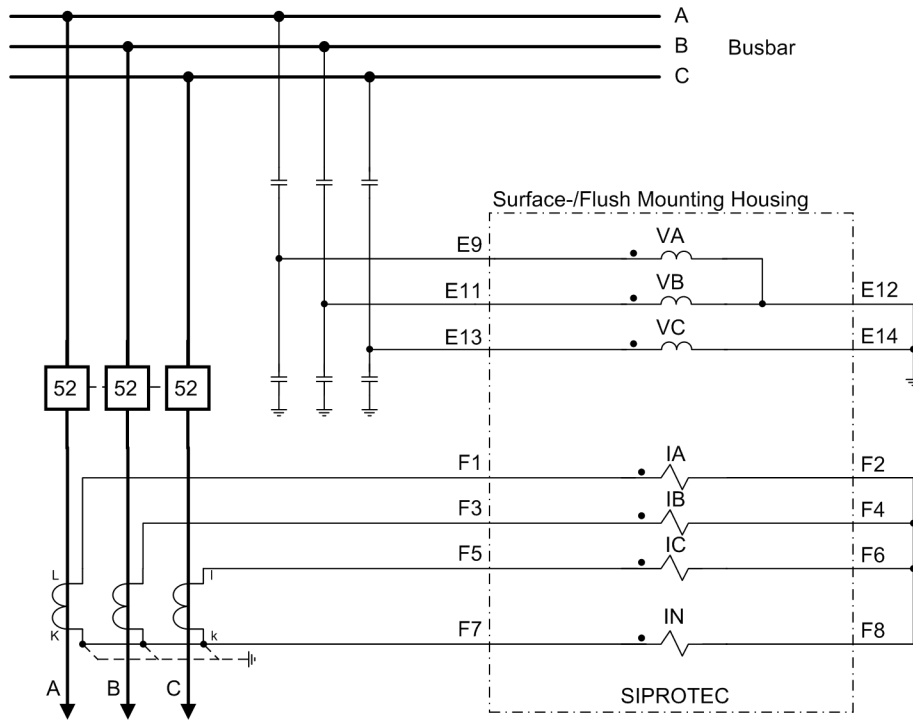 A
B
Busbar
C
Surface-/Flush Mounting Housing
E9
VA
E11
VB
E12
E13
VC
E14
52
52
52
F1
IA
F2
F3
IB
F4
F5
IC
F6
L
l
K
k
F7
IN
F8
A
B
C
SIPROTEC